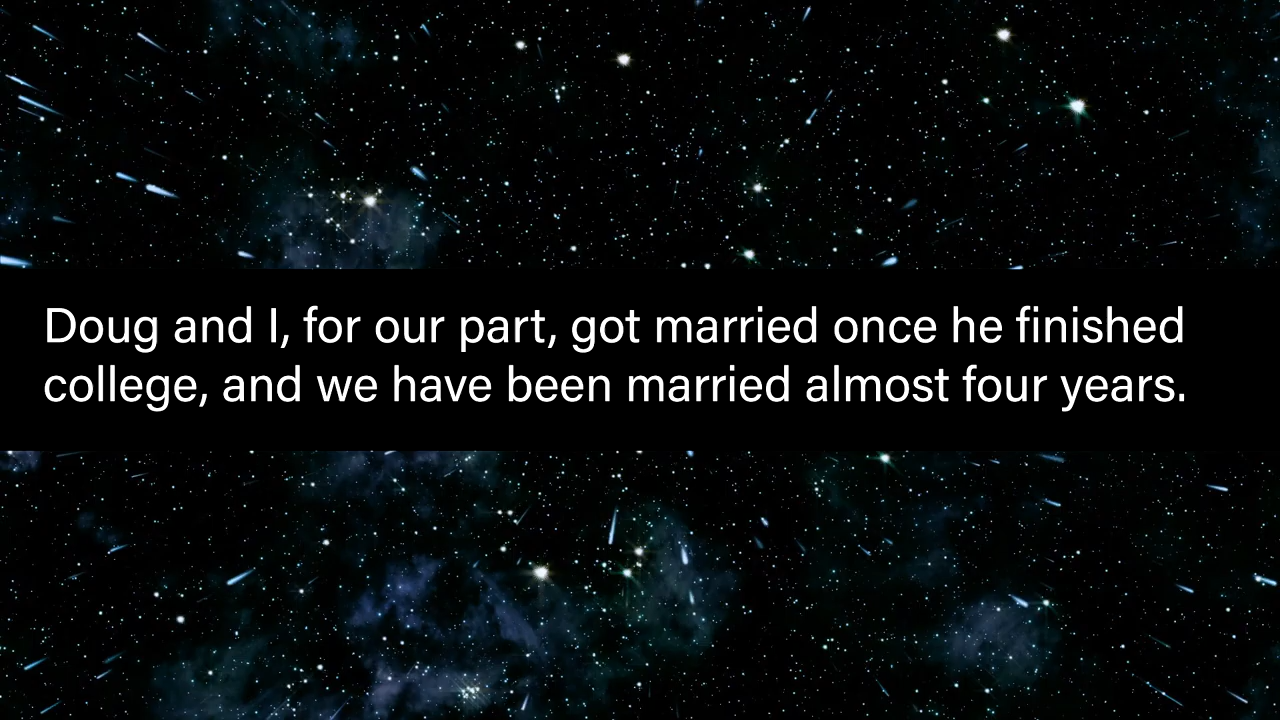 Doug and I, for our part, got married once he finished
college, and we have been married almost four years.